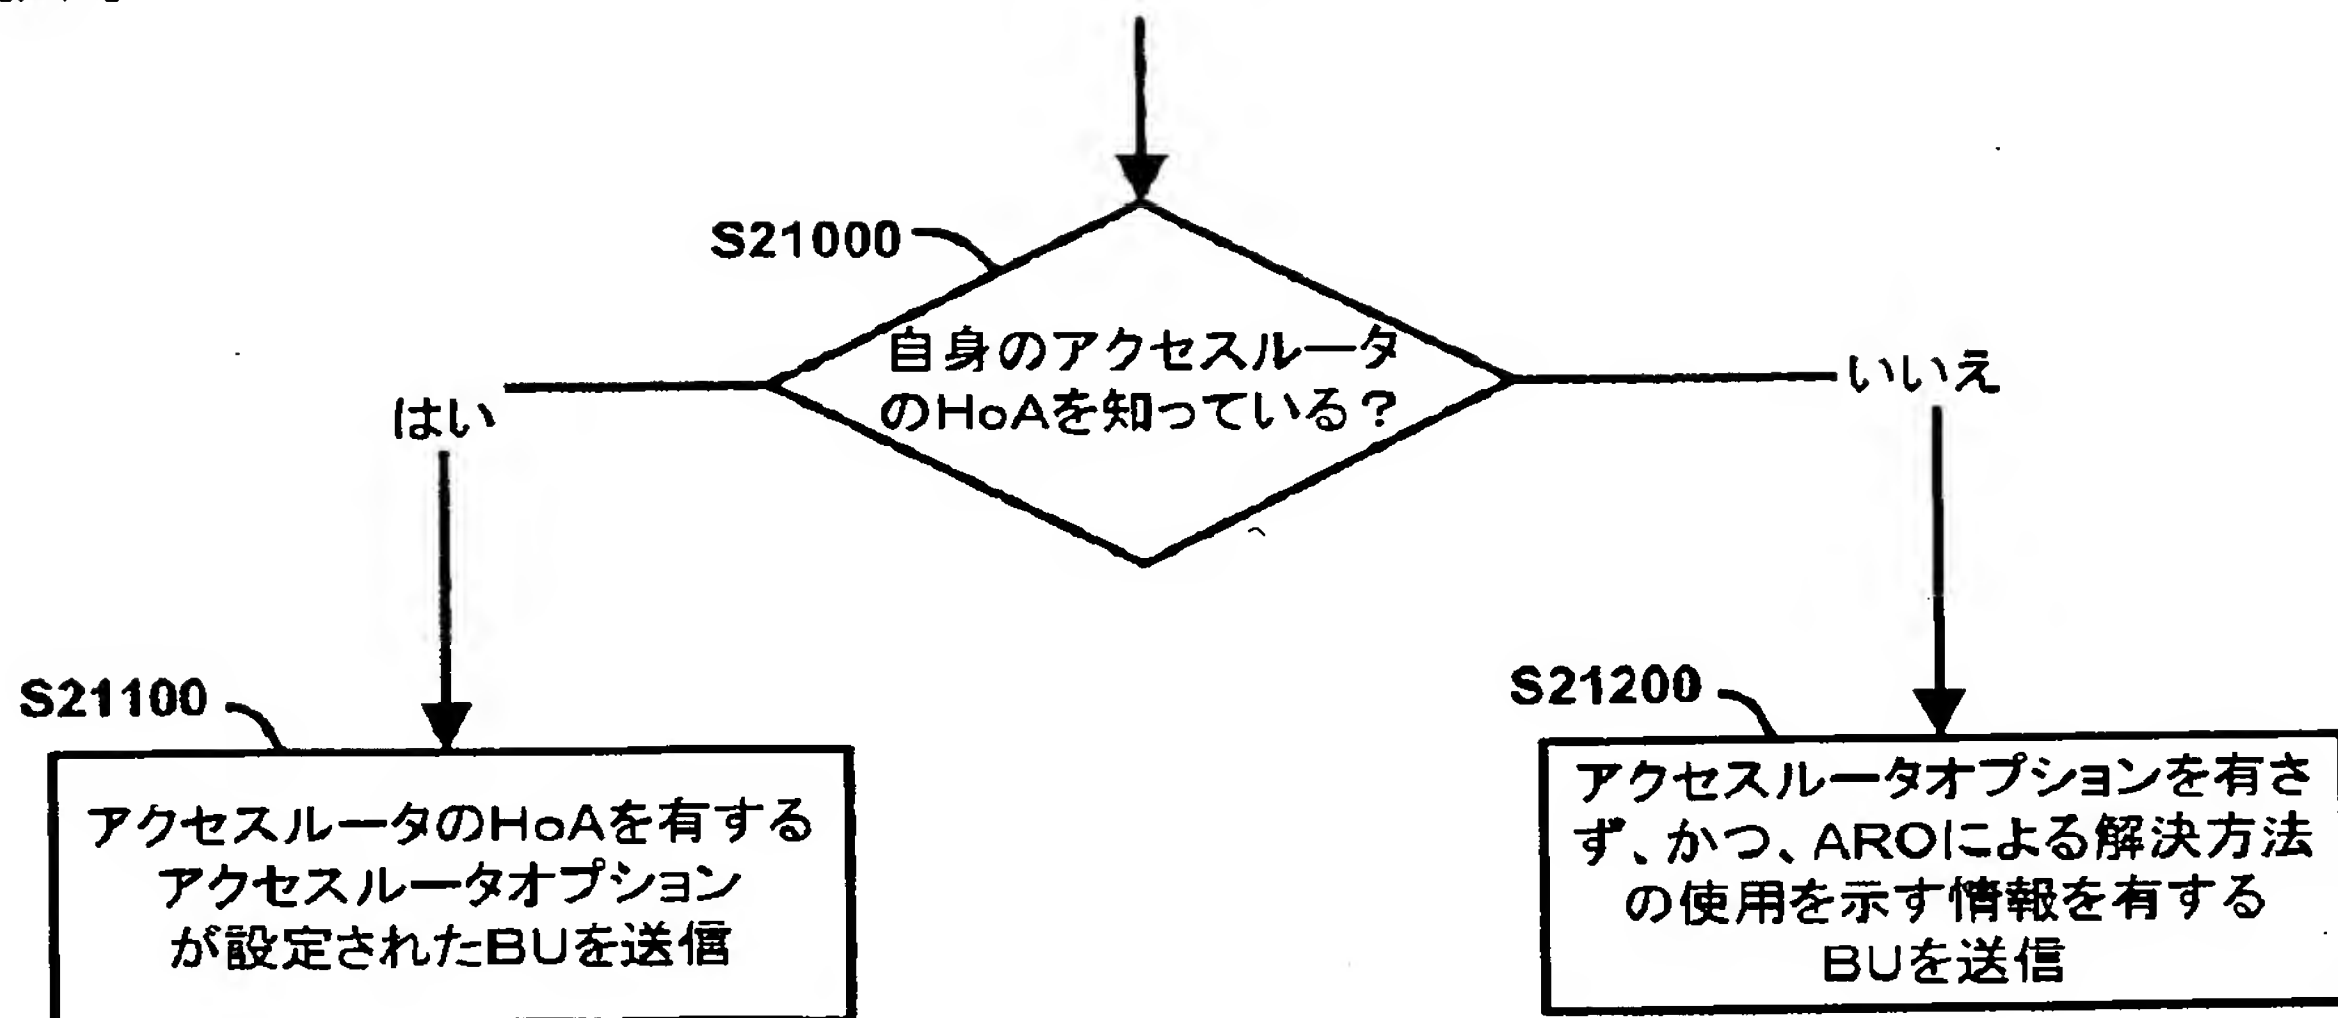 S21000
自身のアクセスルータ
のHoAを知っている？
はい
いいえ
S21100
アクセスルータのHoAを有する
アクセスルータオプション
が設定されたBUを送信
S21200
アクセスルータオプションを有さ
ず、かつ、AROによる解決方法
の使用を示す情報を有する
BUを送信